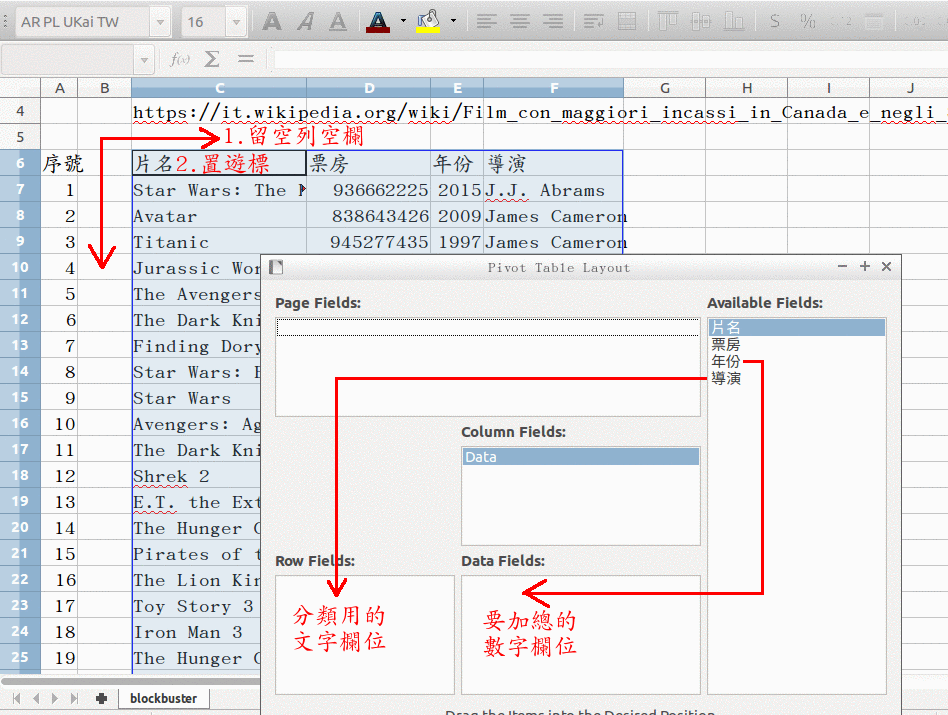 AR PL UKai TW 16
f(x) Σ =
A B C D E F G H I J
4 https://it.wikipedia.org/wiki/Film_con_maggiori_incassi_in_Canada_e_negli_
5 1.留空列空欄
6 序號 片名2.置遊標 票房 年份 導演
7 1 Star Wars: The 936662225 2015 J.J. Abrams
8 2 Avatar 838643426 2009 James Cameron
9 3 Titanic 945277435 1997 James Cameron
10 4 Jurassic Wor
11 5 The Avengers
12 6 The Dark Kni
13 7 Finding Dory
14 8 Star Wars:
15 9 Star Wars
16 10 Avengers: Ag
17 11 The Dark Kni
18 12 Shrek 2
19 13 E.T. the Ext
20 14 The Hunger
21 15 Pirates of t
22 16 The Lion Kin
23 17 Toy Story 3
24 18 Iron Man 3
25 19 The Hunger
Pivot Table Layout
Page Fields:
Available Fields:
片名
票房
年份
導演
Column Fields:
Data
Row Fields:
分類用的
文字欄位
Data Fields:
要加總的
數字欄位
Drag the Items into the Desired Position
blockbuster